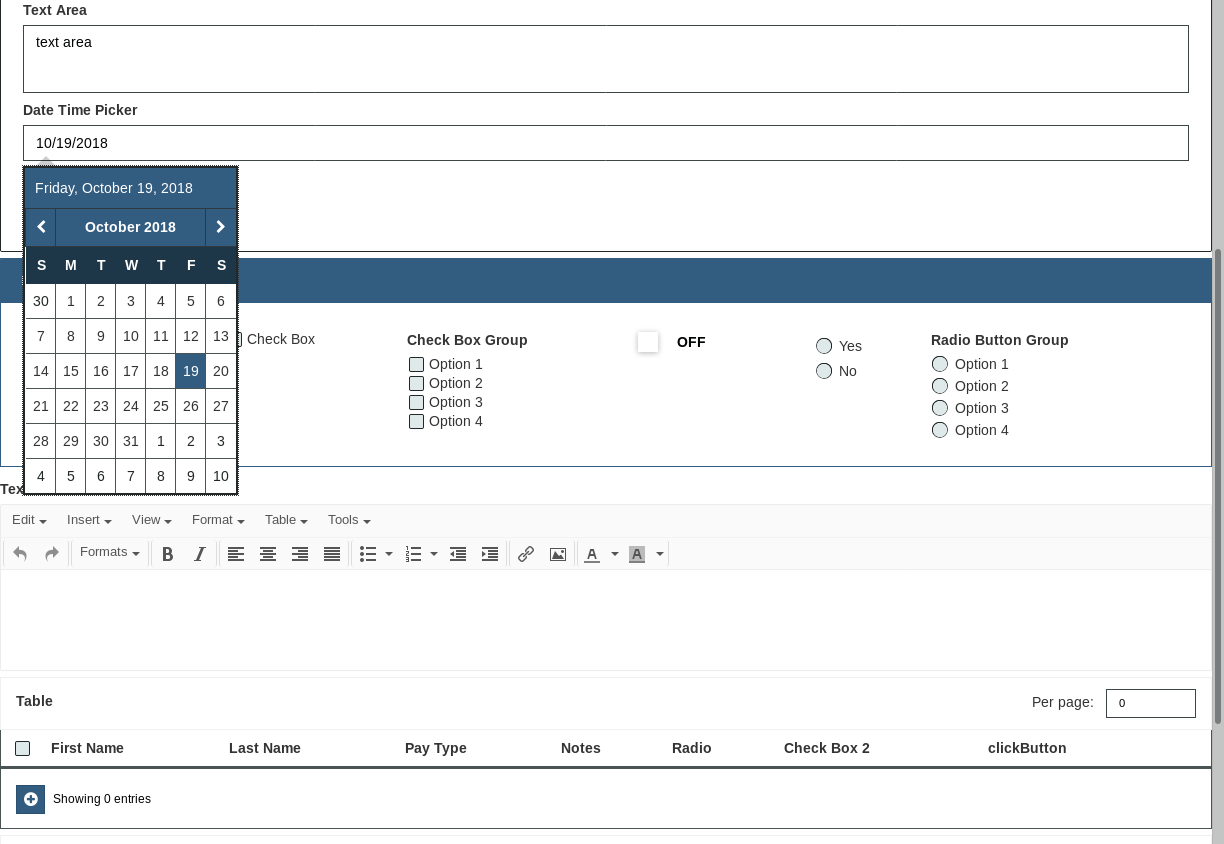 Text Area
text area
Date Time Picker
10/19/2018
Friday, October 19, 2018
October 2018
S M T W T F S
30 1 2 3 4 5 6
7 8 9 10 11 12 13
14 15 16 17 18 19 20
21 22 23 24 25 26 27
28 29 30 31 1 2 3
4 5 6 7 8 9 10
Check Box
Check Box Group
Option 1
Option 2
Option 3
Option 4
OFF
Yes
No
Radio Button Group
Option 1
Option 2
Option 3
Option 4
Edit Insert View Format Table Tools
Formats B I A A
Table
Per page: 0
First Name Last Name Pay Type Notes Radio Check Box 2 clickButton
Showing 0 entries